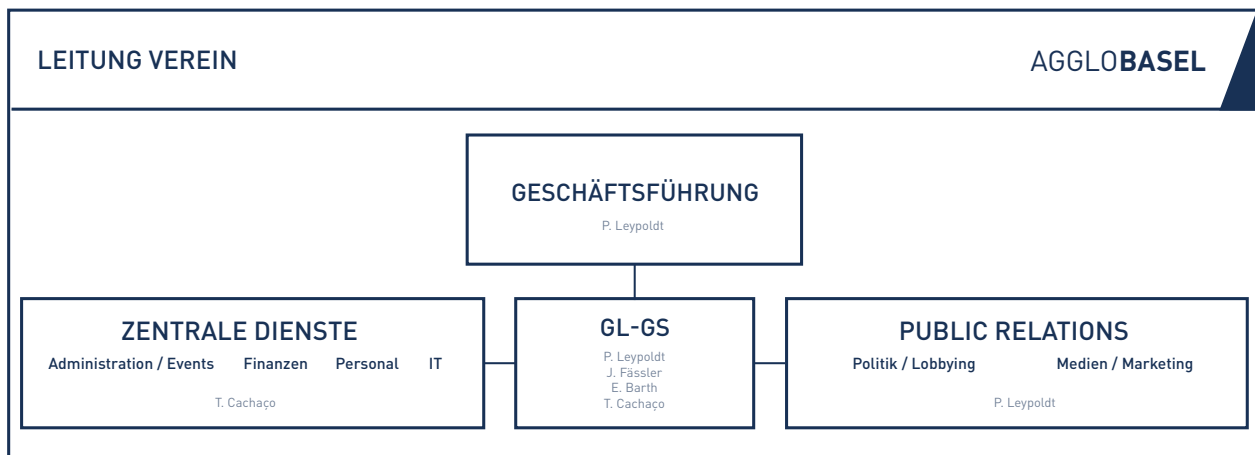 LEITUNG VEREIN
AGGLOBASEL
GESCHÄFTSFÜHRUNG
P. Leypoldt
ZENTRALE DIENSTE
Administration / Events Finanzen Personal IT
T. Cachaço
GL-GS
P. Leypoldt
J. Fässler
E. Barth
T. Cachaço
PUBLIC RELATIONS
Politik / Lobbying Medien / Marketing
P. Leypoldt